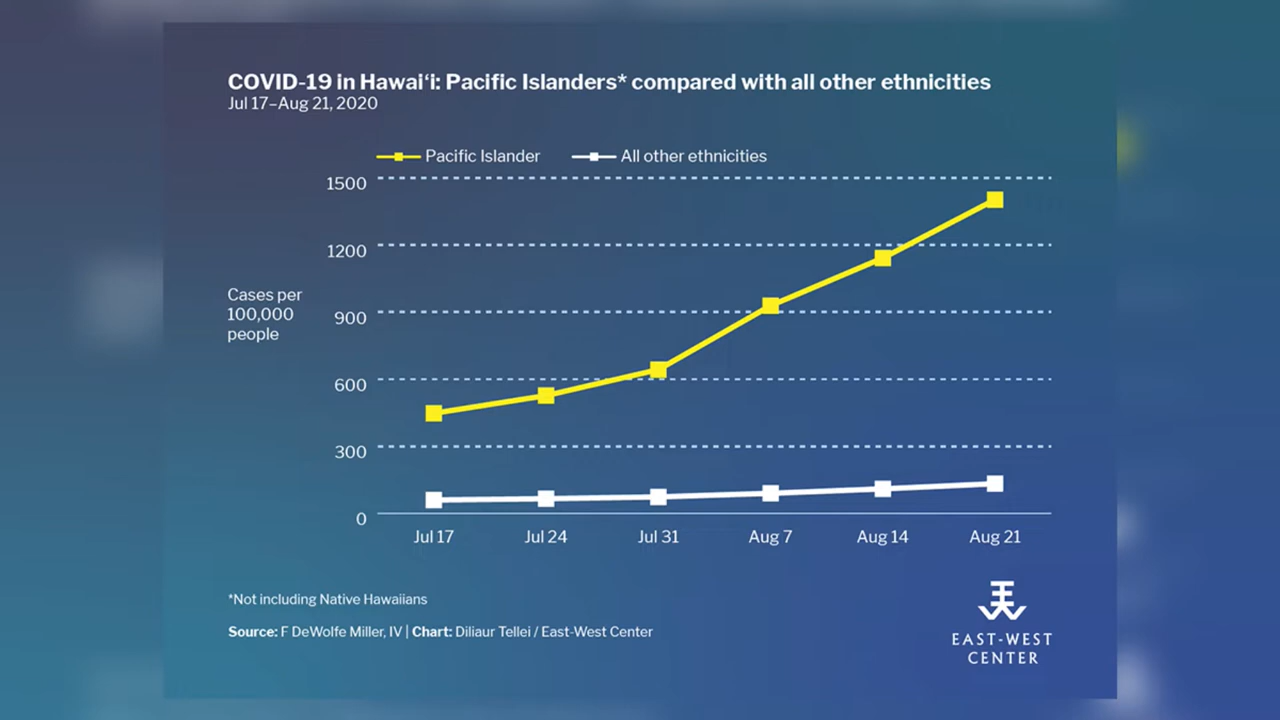 COVID-19 in Hawai‘i: Pacific Islanders* compared with all other ethnicities
Jul 17–Aug 21, 2020
Pacific Islander
All other ethnicities
1500
1200
Cases per
100,000
people
900
600
300
0
Jul 17
Jul 24
Jul 31
Aug 7
Aug 14
Aug 21
*Not including Native Hawaiians
Source: F DeWolfe Miller, IV | Chart: Diliaur Tellei / East-West Center
EAST-WEST
CENTER